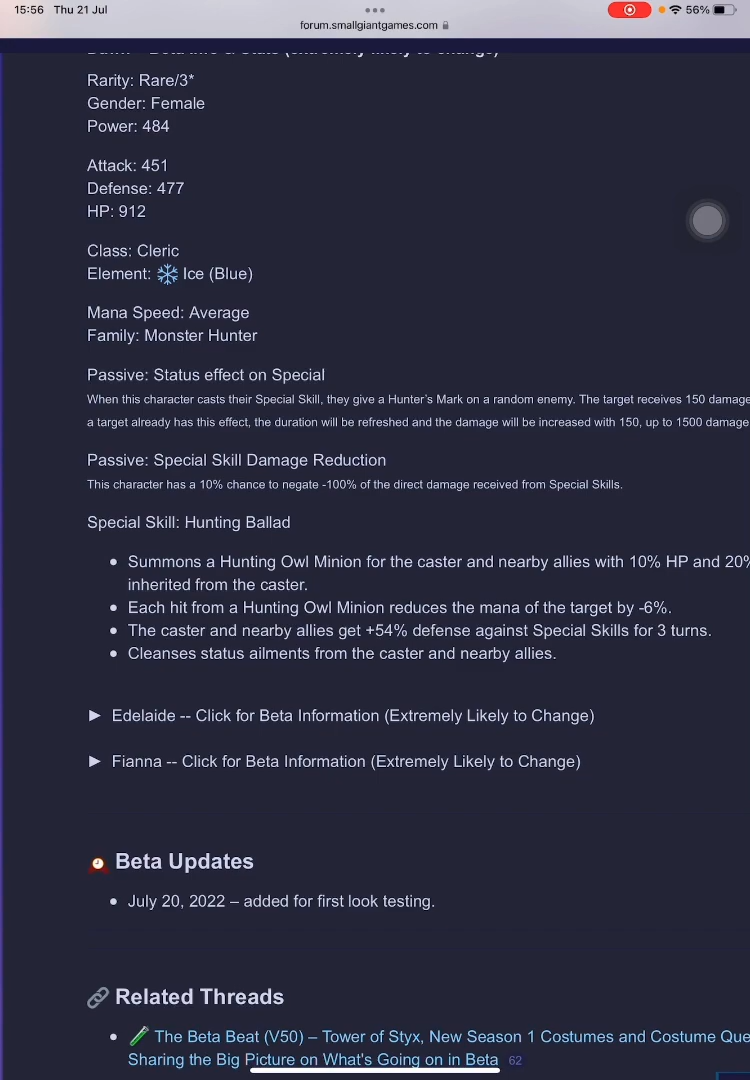 15:56 Thu 21 Jul
56%
forum.smallgiantgames.com
Rarity: Rare/3*
Gender: Female
Power: 484
Attack: 451
Defense: 477
HP: 912
Class: Cleric
Element: Ice (Blue)
Mana Speed: Average
Family: Monster Hunter
Passive: Status effect on Special
When this character casts their Special Skill, they give a Hunter's Mark on a random enemy. The target receives 150 damage
a target already has this effect, the duration will be refreshed and the damage will be increased with 150, up to 1500 damage
Passive: Special Skill Damage Reduction
This character has a 10% chance to negate -100% of the direct damage received from Special Skills.
Special Skill: Hunting Ballad
• Summons a Hunting Owl Minion for the caster and nearby allies with 10% HP and 20%
inherited from the caster.
• Each hit from a Hunting Owl Minion reduces the mana of the target by -6%.
• The caster and nearby allies get +54% defense against Special Skills for 3 turns.
• Cleanses status ailments from the caster and nearby allies.
► Edelaide -- Click for Beta Information (Extremely Likely to Change)
► Fianna -- Click for Beta Information (Extremely Likely to Change)
Beta Updates
• July 20, 2022 – added for first look testing.
Related Threads
• The Beta Beat (V50) – Tower of Styx, New Season 1 Costumes and Costume Que
Sharing the Big Picture on What's Going on in Beta 62